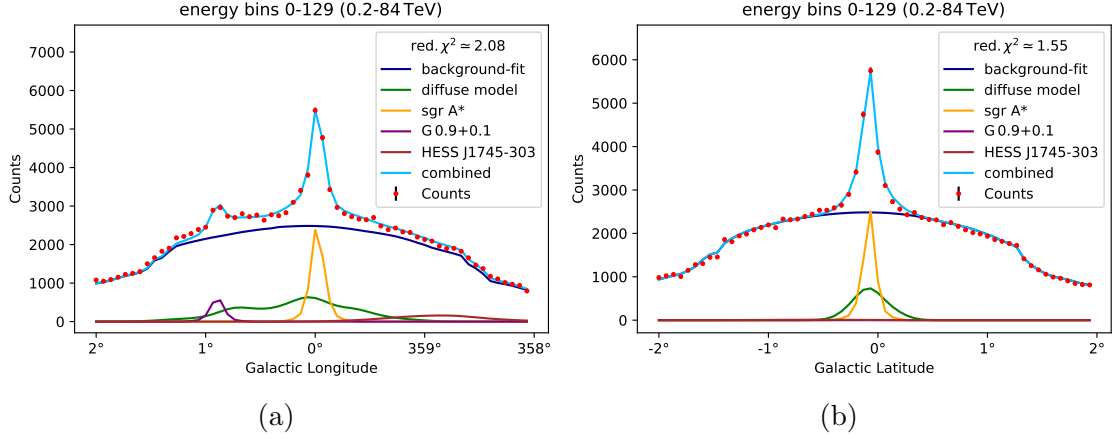 energy bins 0-129 (0.2-84 TeV)
7000
6000
5000
4000
3000
2000
1000
0
Counts
red. χ² ≃ 2.08
background-fit
diffuse model
sgr A*
G 0.9+0.1
HESS J1745-303
combined
Counts
2°
1°
0°
359°
358°
Galactic Longitude
(a)
energy bins 0-129 (0.2-84 TeV)
6000
5000
4000
3000
2000
1000
0
Counts
red. χ² ≃ 1.55
background-fit
diffuse model
sgr A*
G 0.9+0.1
HESS J1745-303
combined
Counts
-2°
-1°
0°
1°
2°
Galactic Latitude
(b)